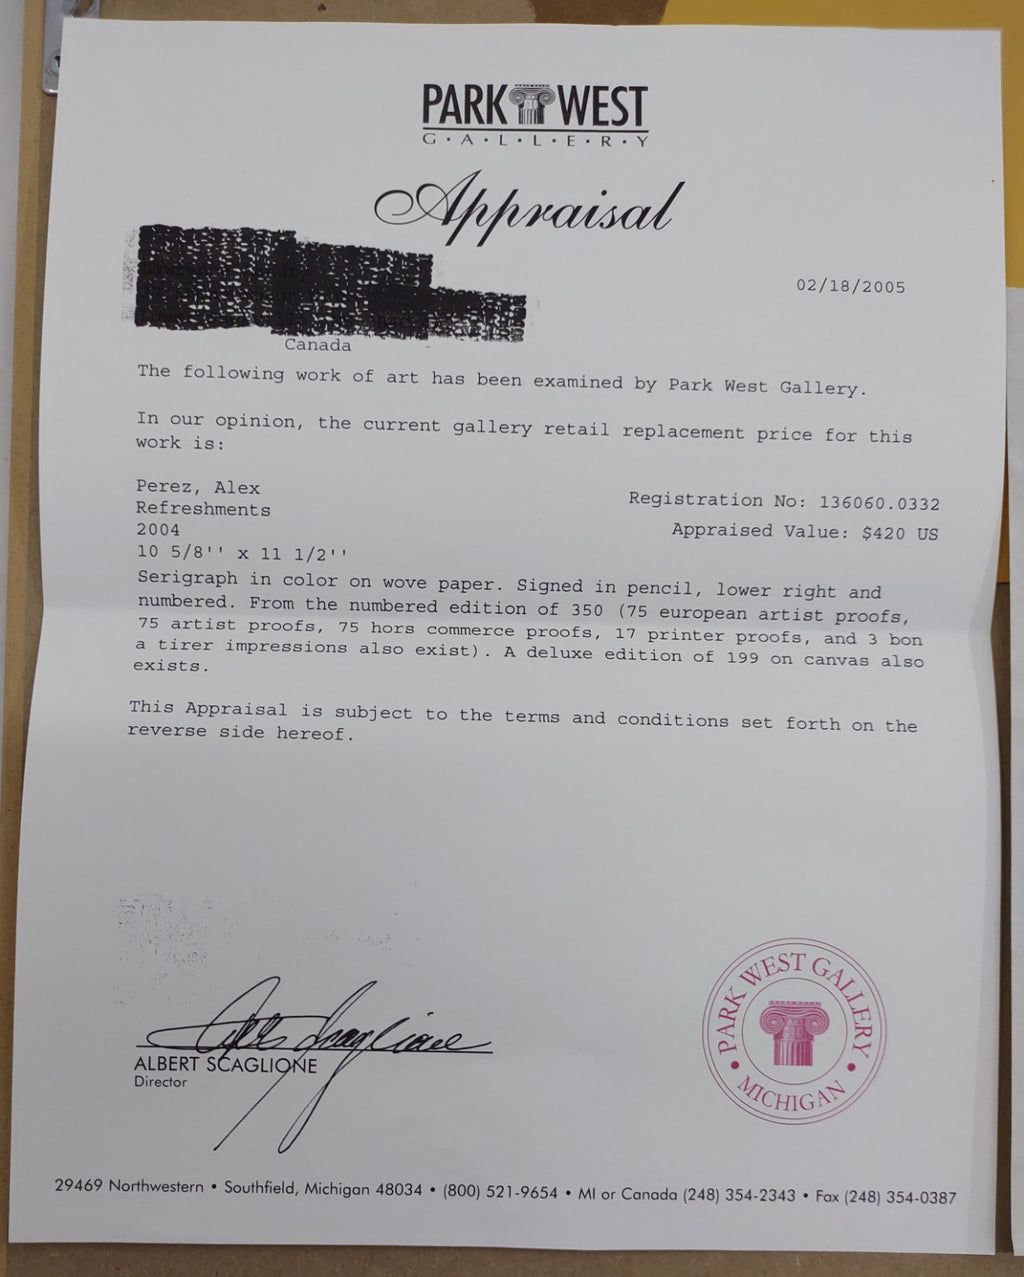 PARK WEST
G·A·L·L·E·R·Y
Appraisal
02/18/2005
Canada
The following work of art has been examined by Park West Gallery.
In our opinion, the current gallery retail replacement price for this
work is:
Perez, Alex
Refreshments
2004
10 5/8'' x 11 1/2''
Registration No: 136060.0332
Appraised Value: $420 US
Serigraph in color on wove paper. Signed in pencil, lower right and
numbered. From the numbered edition of 350 (75 european artist proofs,
75 artist proofs, 75 hors commerce proofs, 17 printer proofs, and 3 bon
a tirer impressions also exist). A deluxe edition of 199 on canvas also
exists.
This Appraisal is subject to the terms and conditions set forth on the
reverse side hereof.
ALBERT SCAGLIONE
Director
PARK WEST GALLERY
• MICHIGAN •
29469 Northwestern • Southfield, Michigan 48034 • (800) 521-9654 • MI or Canada (248) 354-2343 • Fax (248) 354-0387